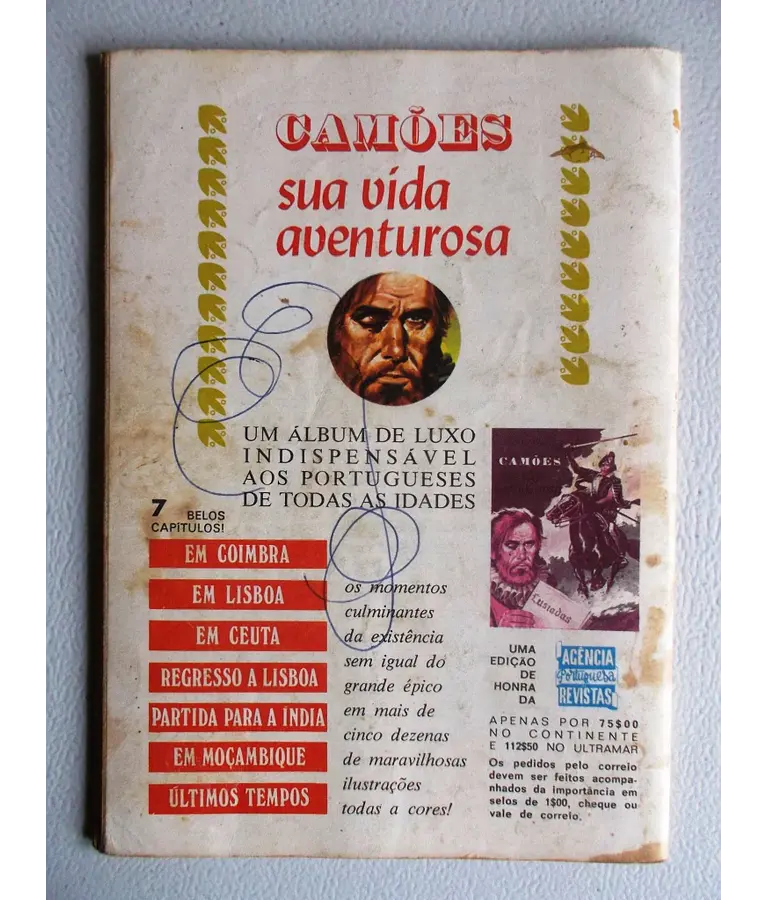 CAMÕES
sua vida
aventurosa
UM ÁLBUM DE LUXO
INDISPENSÁVEL
AOS PORTUGUESES
DE TODAS AS IDADES
7 BELOS
CAPÍTULOS!
EM COIMBRA
EM LISBOA
EM CEUTA
REGRESSO A LISBOA
PARTIDA PARA A ÍNDIA
EM MOÇAMBIQUE
ÚLTIMOS TEMPOS
os momentos
culminantes
da existência
sem igual do
grande épico
em mais de
cinco dezenas
de maravilhosas
ilustrações
todas a cores!
CAMÕES
Lusiadas
UMA
EDIÇÃO
DE
HONRA
DA
AGÊNCIA
Portuguesa
REVISTAS
APENAS POR 75$00
NO CONTINENTE
E 112$50 NO ULTRAMAR
Os pedidos pelo correio
devem ser feitos acompa-
nhados da importância em
selos de 1$00, cheque ou
vale de correio.